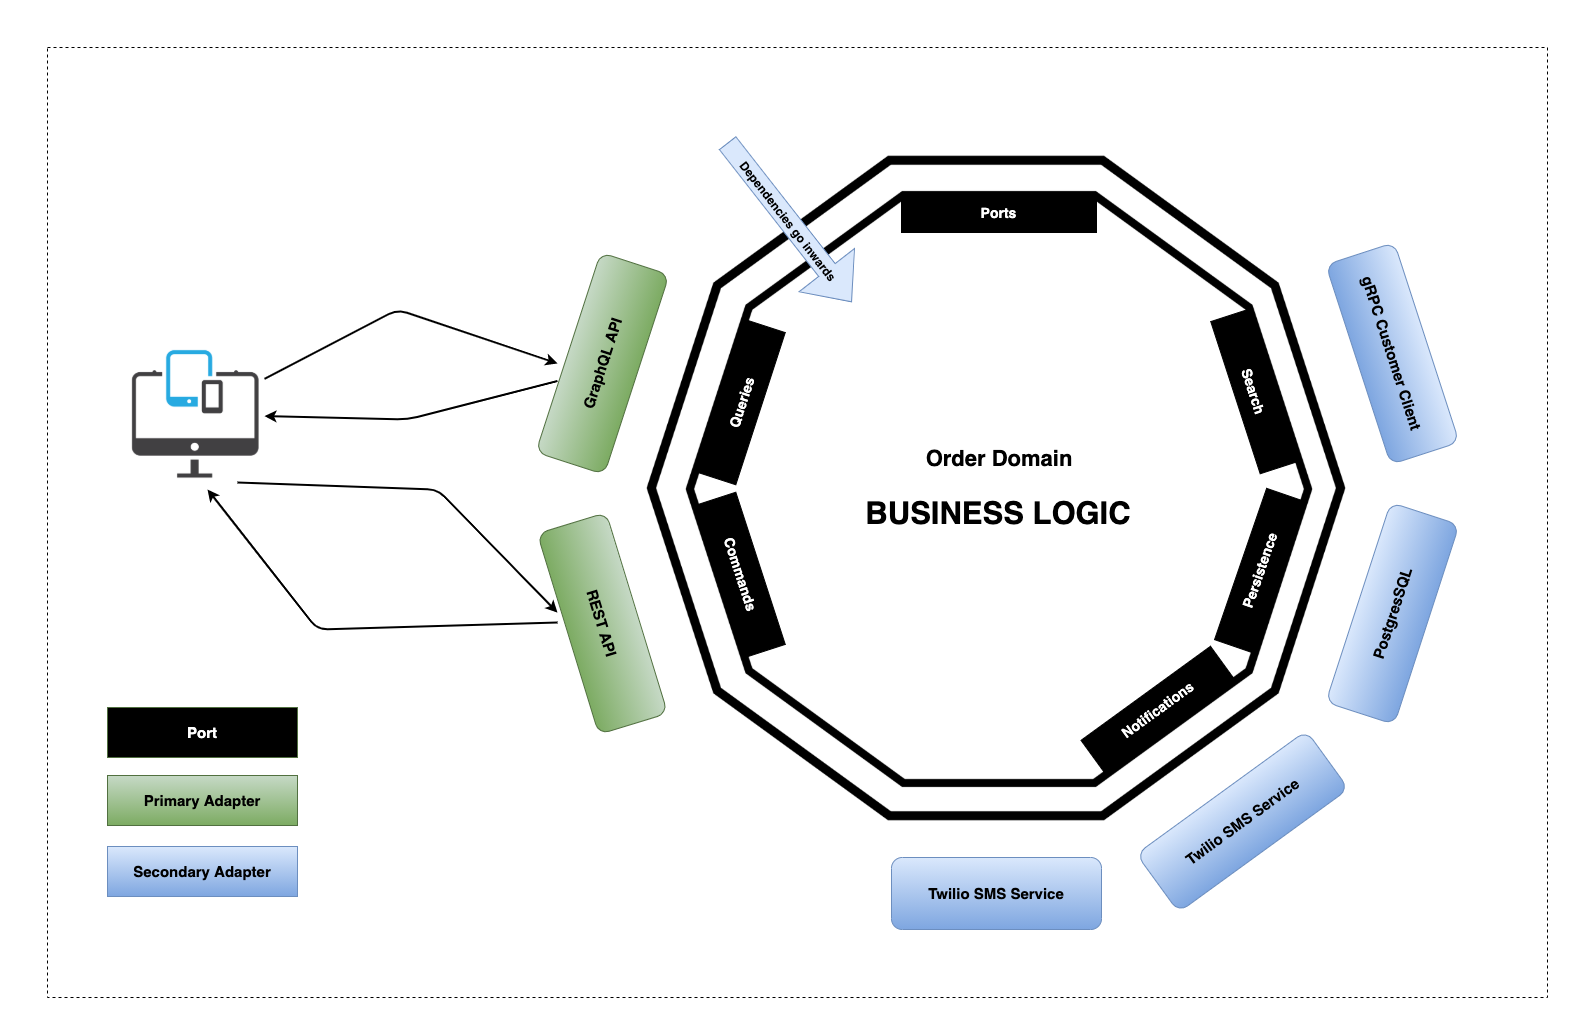 Dependencies go inwards
Ports
GraphQL API
Queries
Search
gRPC Customer Client
Order Domain
BUSINESS LOGIC
REST API
Commands
Persistence
PostgresSQL
Notifications
Port
Primary Adapter
Secondary Adapter
Twilio SMS Service
Twilio SMS Service